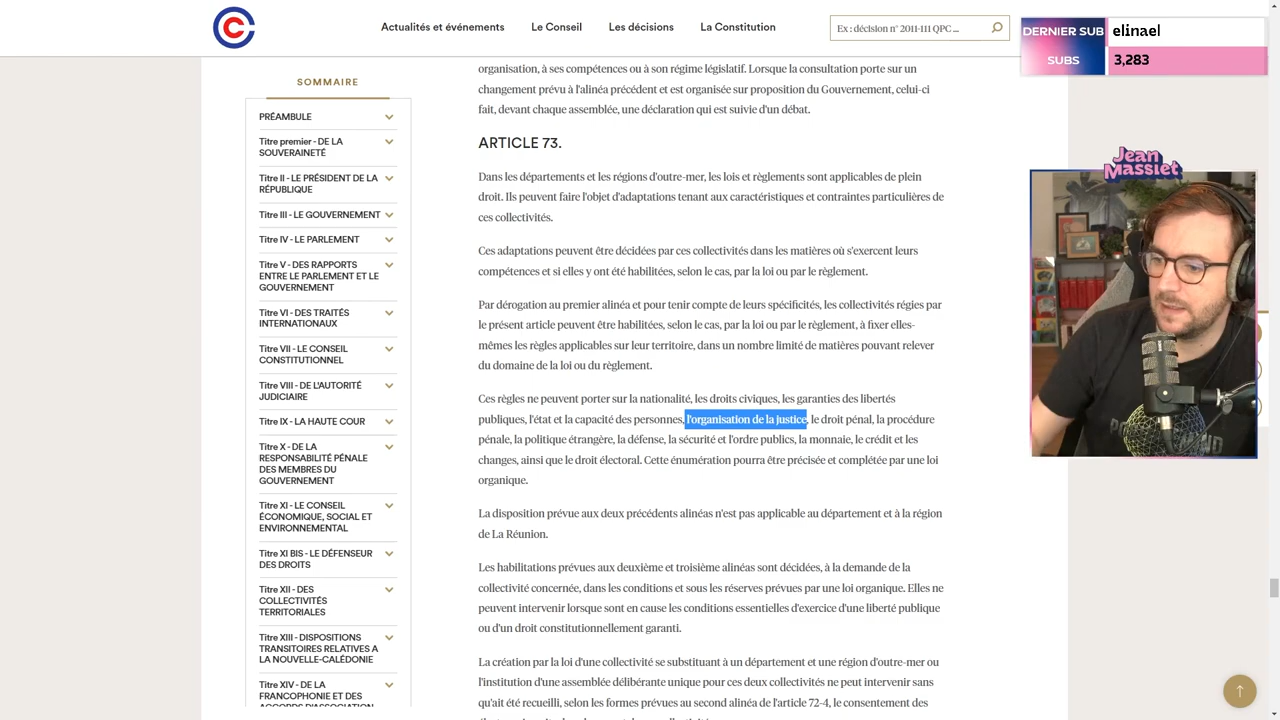 Actualités et événements
Le Conseil
Les décisions
La Constitution
Ex : décision n° 2011-111 QPC ...
DERNIER SUB
elinael
SUBS
3,283
Jean
Massiet
SOMMAIRE
PRÉAMBULE
Titre premier - DE LA
SOUVERAINETÉ
Titre II - LE PRÉSIDENT DE LA
RÉPUBLIQUE
Titre III - LE GOUVERNEMENT
Titre IV - LE PARLEMENT
Titre V - DES RAPPORTS
ENTRE LE PARLEMENT ET LE
GOUVERNEMENT
Titre VI - DES TRAITÉS
INTERNATIONAUX
Titre VII - LE CONSEIL
CONSTITUTIONNEL
Titre VIII - DE L'AUTORITÉ
JUDICIAIRE
Titre IX - LA HAUTE COUR
Titre X - DE LA
RESPONSABILITÉ PÉNALE
DES MEMBRES DU
GOUVERNEMENT
Titre XI - LE CONSEIL
ÉCONOMIQUE, SOCIAL ET
ENVIRONNEMENTAL
Titre XI BIS - LE DÉFENSEUR
DES DROITS
Titre XII - DES
COLLECTIVITÉS
TERRITORIALES
Titre XIII - DISPOSITIONS
TRANSITOIRES RELATIVES A
LA NOUVELLE-CALÉDONIE
Titre XIV - DE LA
FRANCOPHONIE ET DES
ACCORDS D'ASSOCIATION
organisation, à ses compétences ou à son régime législatif. Lorsque la consultation porte sur un
changement prévu à l'alinéa précédent et est organisée sur proposition du Gouvernement, celui-ci
fait, devant chaque assemblée, une déclaration qui est suivie d'un débat.
ARTICLE 73.
Dans les départements et les régions d'outre-mer, les lois et règlements sont applicables de plein
droit. Ils peuvent faire l'objet d'adaptations tenant aux caractéristiques et contraintes particulières de
ces collectivités.
Ces adaptations peuvent être décidées par ces collectivités dans les matières où s'exercent leurs
compétences et si elles y ont été habilitées, selon le cas, par la loi ou par le règlement.
Par dérogation au premier alinéa et pour tenir compte de leurs spécificités, les collectivités régies par
le présent article peuvent être habilitées, selon le cas, par la loi ou par le règlement, à fixer elles-
mêmes les règles applicables sur leur territoire, dans un nombre limité de matières pouvant relever
du domaine de la loi ou du règlement.
Ces règles ne peuvent porter sur la nationalité, les droits civiques, les garanties des libertés
publiques, l'état et la capacité des personnes, l'organisation de la justice, le droit pénal, la procédure
pénale, la politique étrangère, la défense, la sécurité et l'ordre publics, la monnaie, le crédit et les
changes, ainsi que le droit électoral. Cette énumération pourra être précisée et complétée par une loi
organique.
La disposition prévue aux deux précédents alinéas n'est pas applicable au département et à la région
de La Réunion.
Les habilitations prévues aux deuxième et troisième alinéas sont décidées, à la demande de la
collectivité concernée, dans les conditions et sous les réserves prévues par une loi organique. Elles ne
peuvent intervenir lorsque sont en cause les conditions essentielles d'exercice d'une liberté publique
ou d'un droit constitutionnellement garanti.
La création par la loi d'une collectivité se substituant à un département et une région d'outre-mer ou
l'institution d'une assemblée délibérante unique pour ces deux collectivités ne peut intervenir sans
qu'ait été recueilli, selon les formes prévues au second alinéa de l'article 72-4, le consentement des